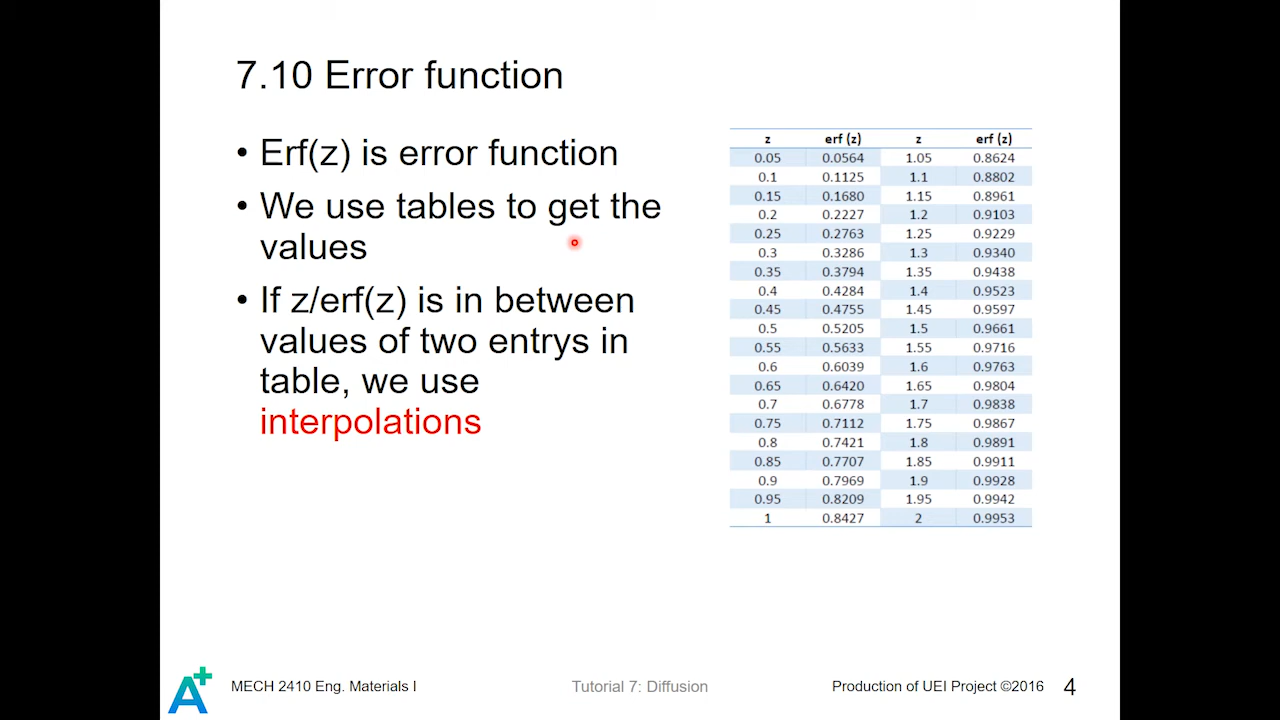 7.10 Error function
• Erf(z) is error function
• We use tables to get the
values
• If z/erf(z) is in between
values of two entrys in
table, we use
interpolations
z erf (z) z erf (z)
0.05 0.0564 1.05 0.8624
0.1 0.1125 1.1 0.8802
0.15 0.1680 1.15 0.8961
0.2 0.2227 1.2 0.9103
0.25 0.2763 1.25 0.9229
0.3 0.3286 1.3 0.9340
0.35 0.3794 1.35 0.9438
0.4 0.4284 1.4 0.9523
0.45 0.4755 1.45 0.9597
0.5 0.5205 1.5 0.9661
0.55 0.5633 1.55 0.9716
0.6 0.6039 1.6 0.9763
0.65 0.6420 1.65 0.9804
0.7 0.6778 1.7 0.9838
0.75 0.7112 1.75 0.9867
0.8 0.7421 1.8 0.9891
0.85 0.7707 1.85 0.9911
0.9 0.7969 1.9 0.9928
0.95 0.8209 1.95 0.9942
1 0.8427 2 0.9953
A+ MECH 2410 Eng. Materials I Tutorial 7: Diffusion Production of UEI Project ©2016 4